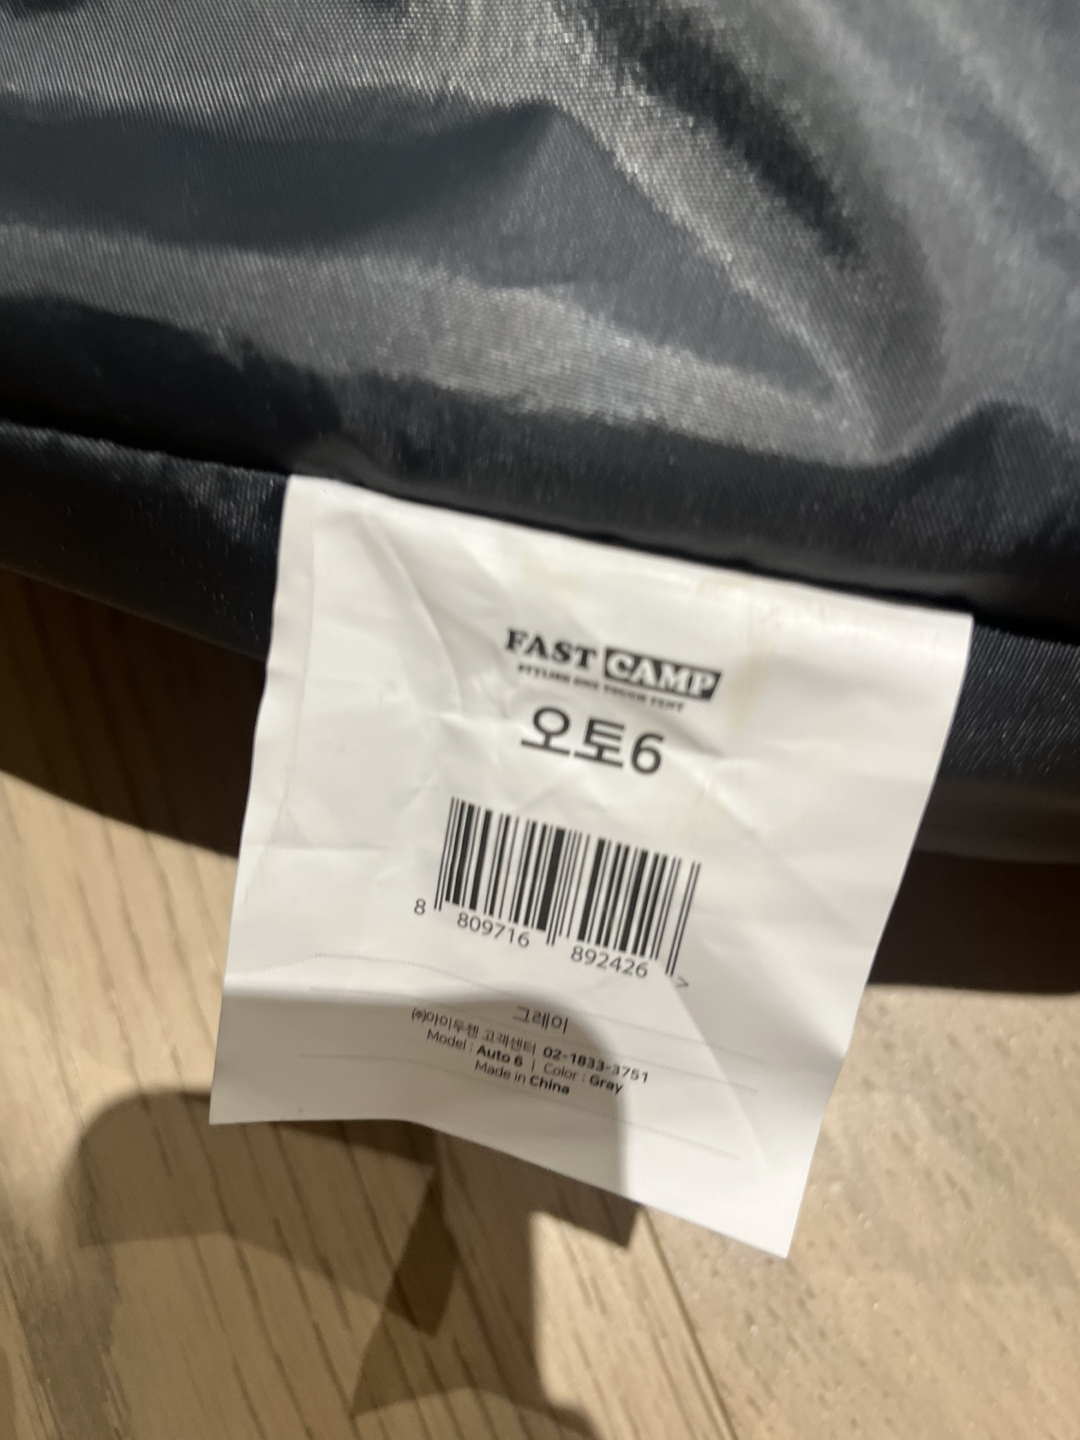 FAST CAMP
STYLISH ONE TOUCH TENT
오토6
8 809716 892426 7
그레이
㈜아이두젠 고객센터 02-1833-3751
Model : Auto 6 | Color : Gray
Made in China